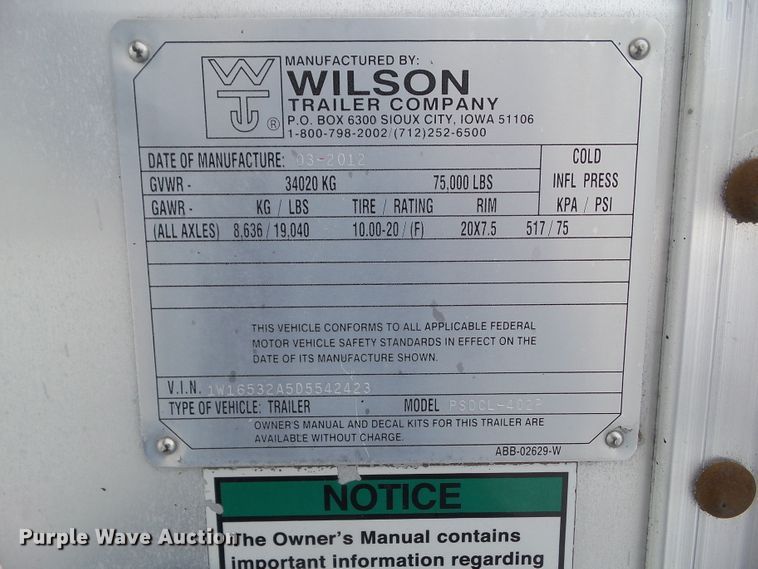 WT ®
MANUFACTURED BY:
WILSON
TRAILER COMPANY
P.O. BOX 6300 SIOUX CITY, IOWA 51106
1-800-798-2002/(712)252-6500
DATE OF MANUFACTURE: 03-2012
COLD
GVWR - 34020 KG 75,000 LBS INFL PRESS
GAWR- KG / LBS TIRE / RATING RIM KPA / PSI
(ALL AXLES) 8,636 / 19,040 10.00-20 / (F) 20X7.5 517 / 75
THIS VEHICLE CONFORMS TO ALL APPLICABLE FEDERAL
MOTOR VEHICLE SAFETY STANDARDS IN EFFECT ON THE
DATE OF ITS MANUFACTURE SHOWN.
V.I.N. 1W16532A5D5542423
TYPE OF VEHICLE: TRAILER MODEL PSDCL-402P
OWNER'S MANUAL AND DECAL KITS FOR THIS TRAILER ARE
AVAILABLE WITHOUT CHARGE.
ABB-02629-W
NOTICE
The Owner's Manual contains
important information regarding
Purple Wave Auction